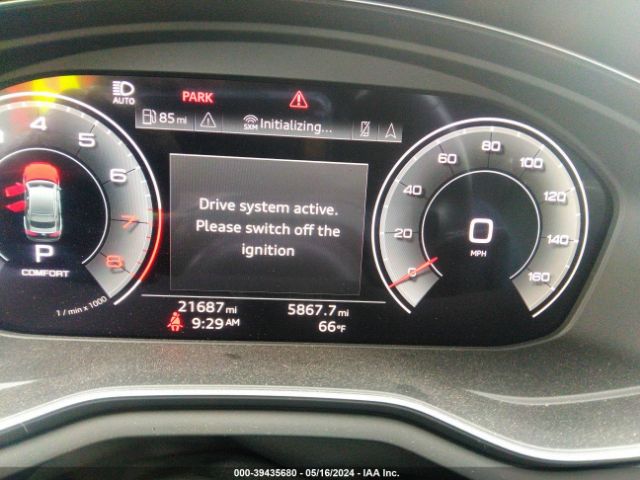 AUTO
PARK
85 mi
SXM Initializing...
3 4 5 6 7 8
P
COMFORT
1 / min x 1000
Drive system active.
Please switch off the
ignition
0 20 40 60 80 100 120 140 160
0
MPH
21687 mi
5867.7 mi
9:29 AM
66°F
000-39435680 - 05/16/2024 - IAA Inc.